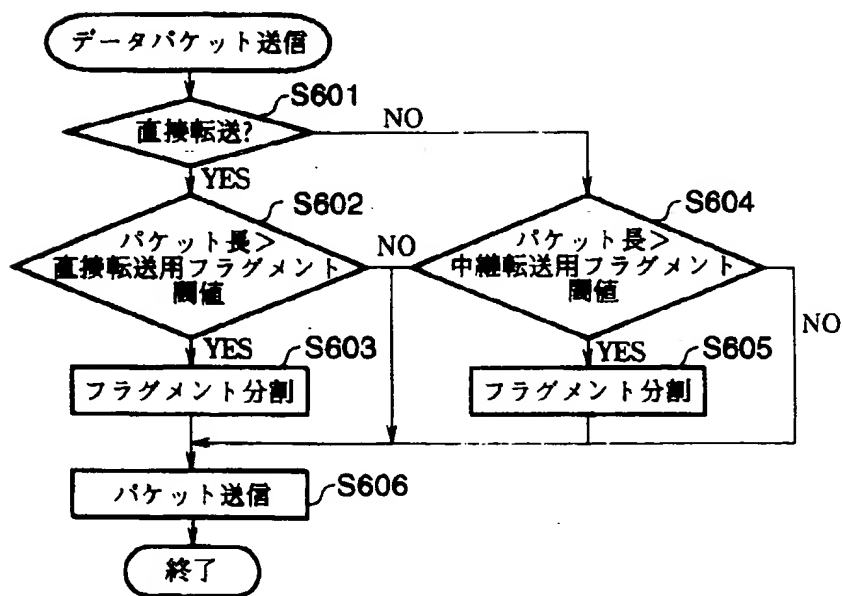 データパケット送信
S601
直接転送?
NO
YES
S602
パケット長>
直接転送用フラグメント
閾値
NO
S604
パケット長>
中継転送用フラグメント
閾値
NO
YES
S603
フラグメント分割
YES
S605
フラグメント分割
パケット送信
S606
終了